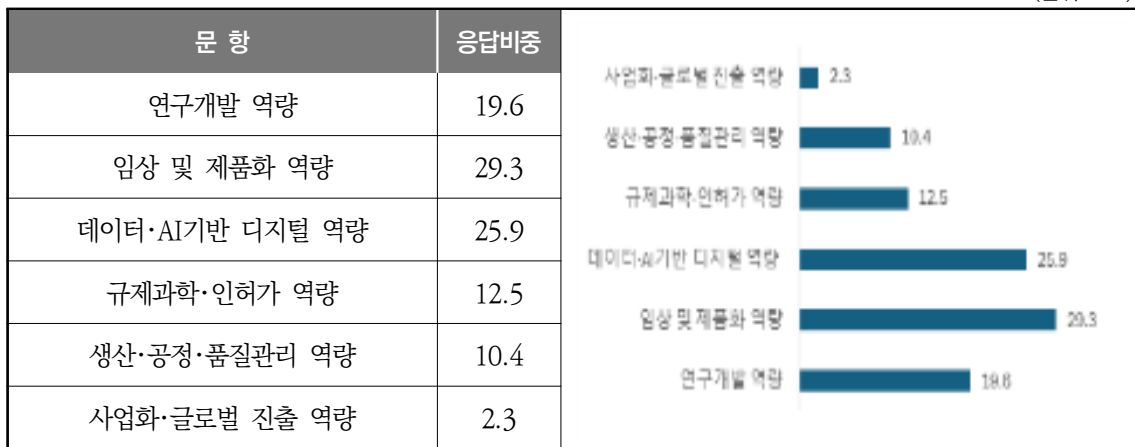 문 항 응답비중
연구개발 역량 19.6
임상 및 제품화 역량 29.3
데이터·AI기반 디지털 역량 25.9
규제과학·인허가 역량 12.5
생산·공정·품질관리 역량 10.4
사업화·글로벌 진출 역량 2.3
사업화·글로벌 진출 역량 2.3
생산·공정·품질관리 역량 10.4
규제과학·인허가 역량 12.5
데이터·AI기반 디지털 역량 25.9
임상 및 제품화 역량 29.3
연구개발 역량 19.6